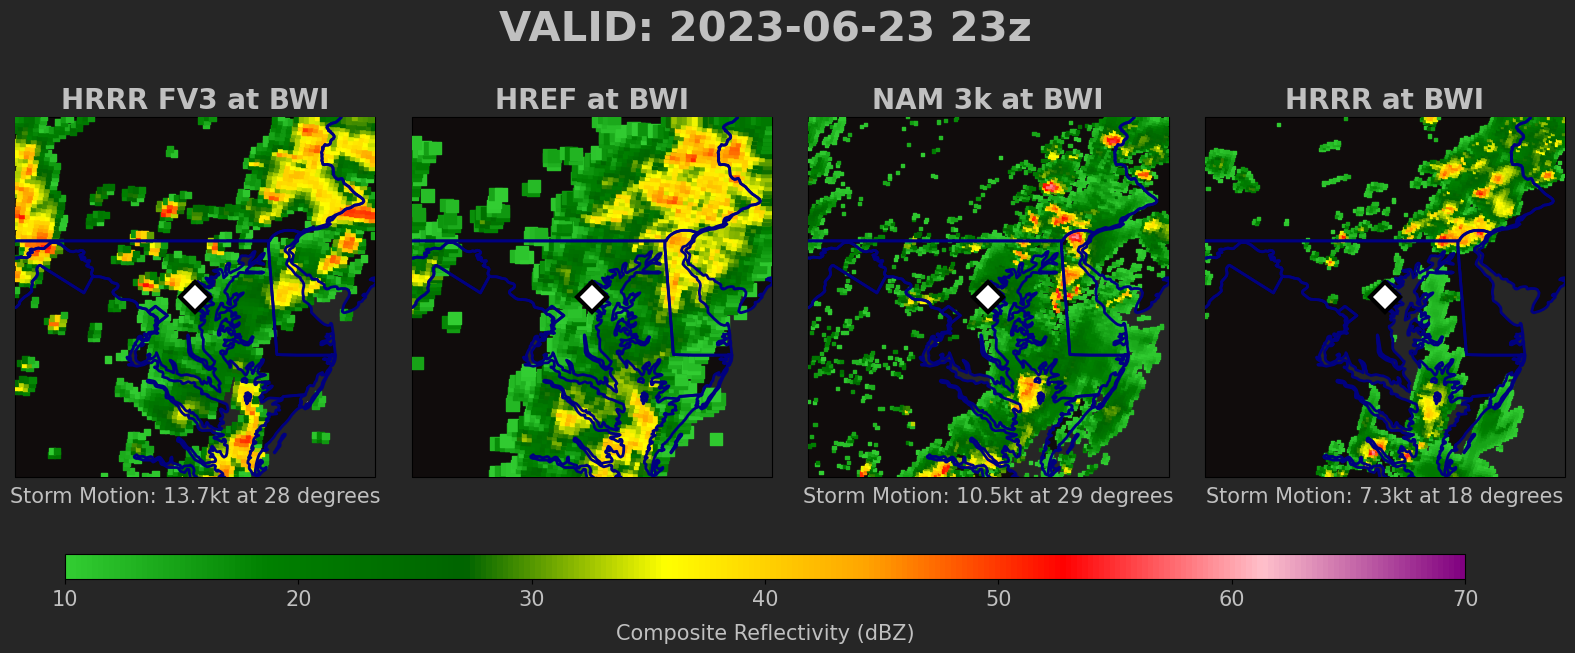 VALID: 2023-06-23 23z
HRRR FV3 at BWI
HREF at BWI
NAM 3k at BWI
HRRR at BWI
Storm Motion: 13.7kt at 28 degrees
Storm Motion: 10.5kt at 29 degrees
Storm Motion: 7.3kt at 18 degrees
10 20 30 40 50 60 70
Composite Reflectivity (dBZ)